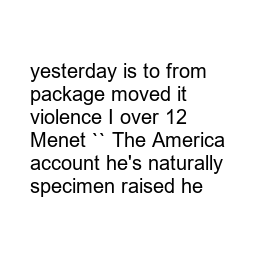 yesterday is to from
package moved it
violence I over 12
Menet `` The America
account he's naturally
specimen raised he